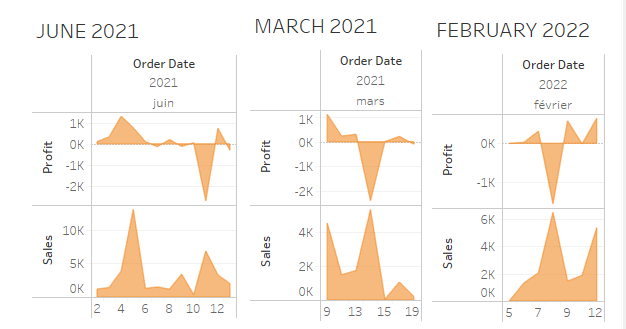 JUNE 2021
Order Date
2021
juin
Profit
1K
0K
-1K
-2K
Sales
10K
5K
0K
2 4 6 8 10 12
MARCH 2021
Order Date
2021
mars
Profit
1K
0K
-1K
-2K
Sales
4K
2K
0K
9 13 15 19
FEBRUARY 2022
Order Date
2022
février
Profit
0K
-1K
Sales
6K
4K
2K
0K
5 7 9 12